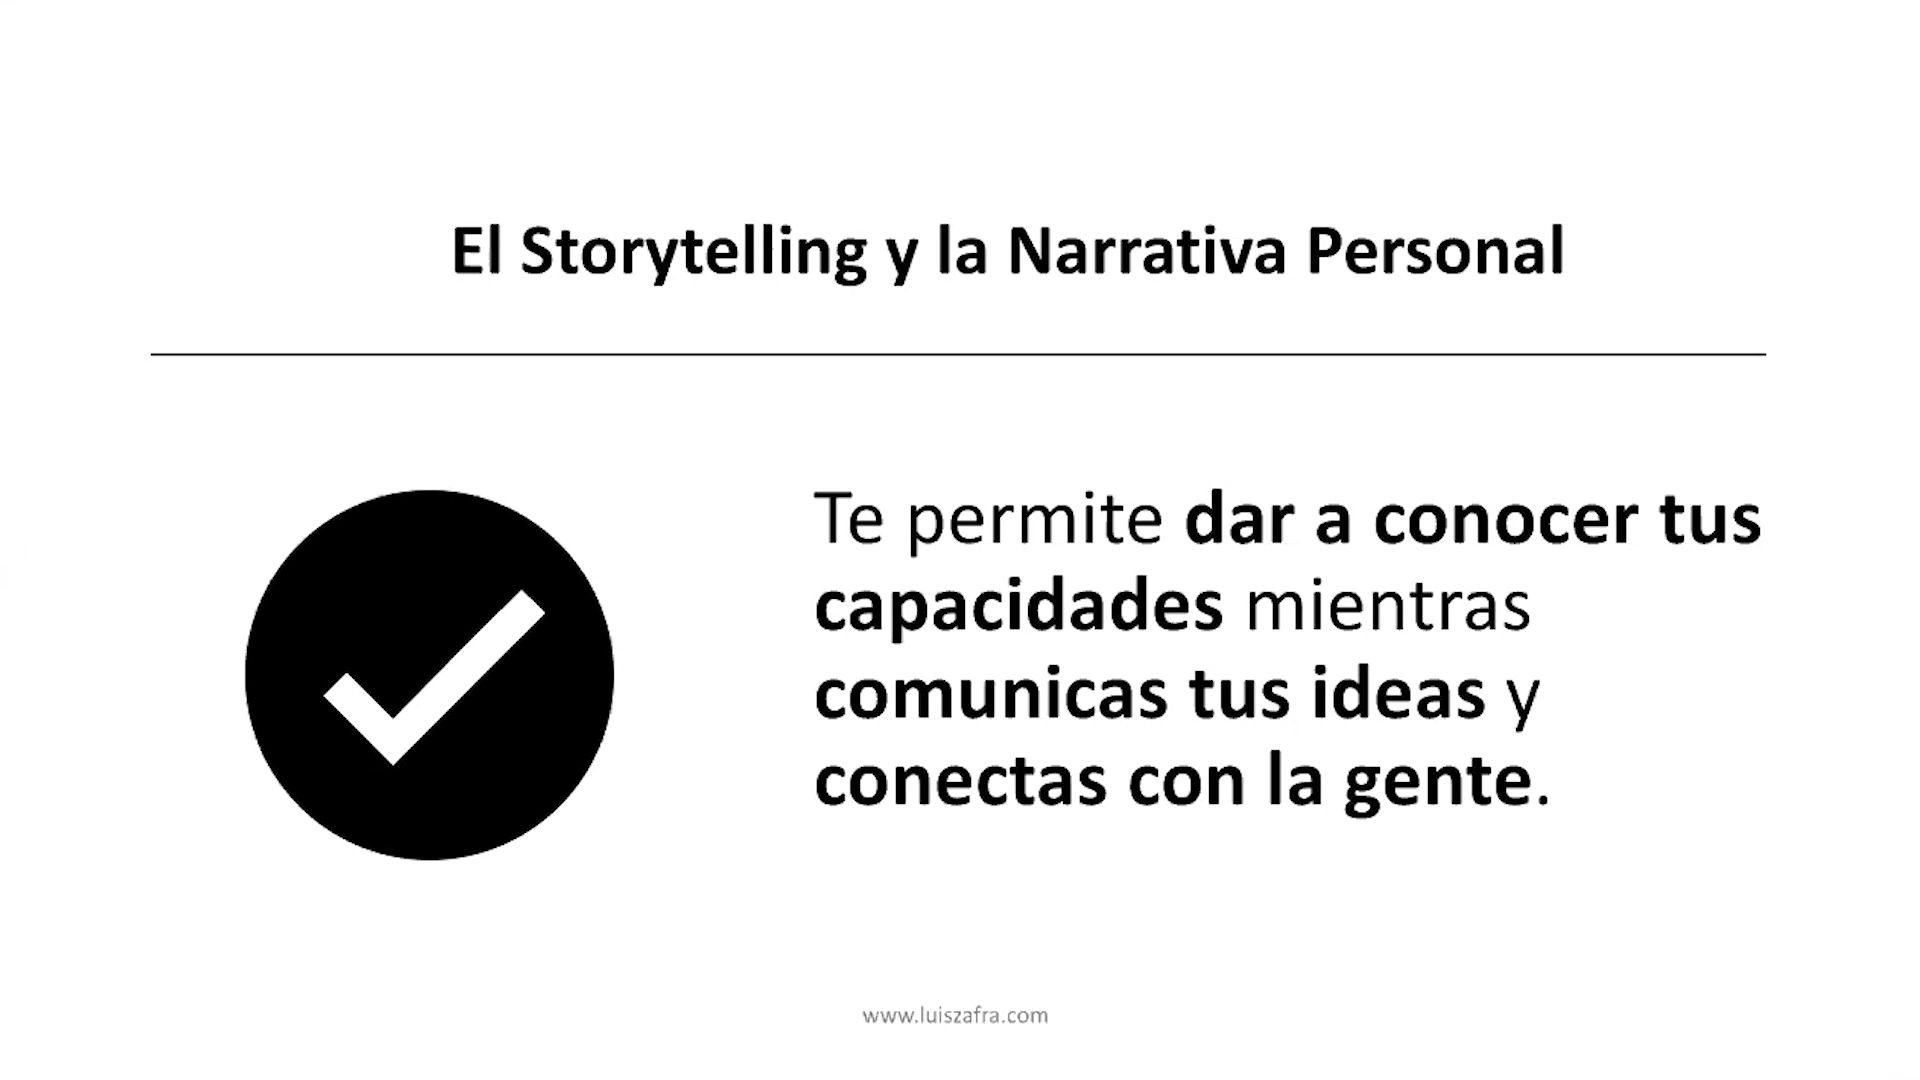 El Storytelling y la Narrativa Personal
Te permite dar a conocer tus
capacidades mientras
comunicas tus ideas y
conectas con la gente.
www.luiszafra.com